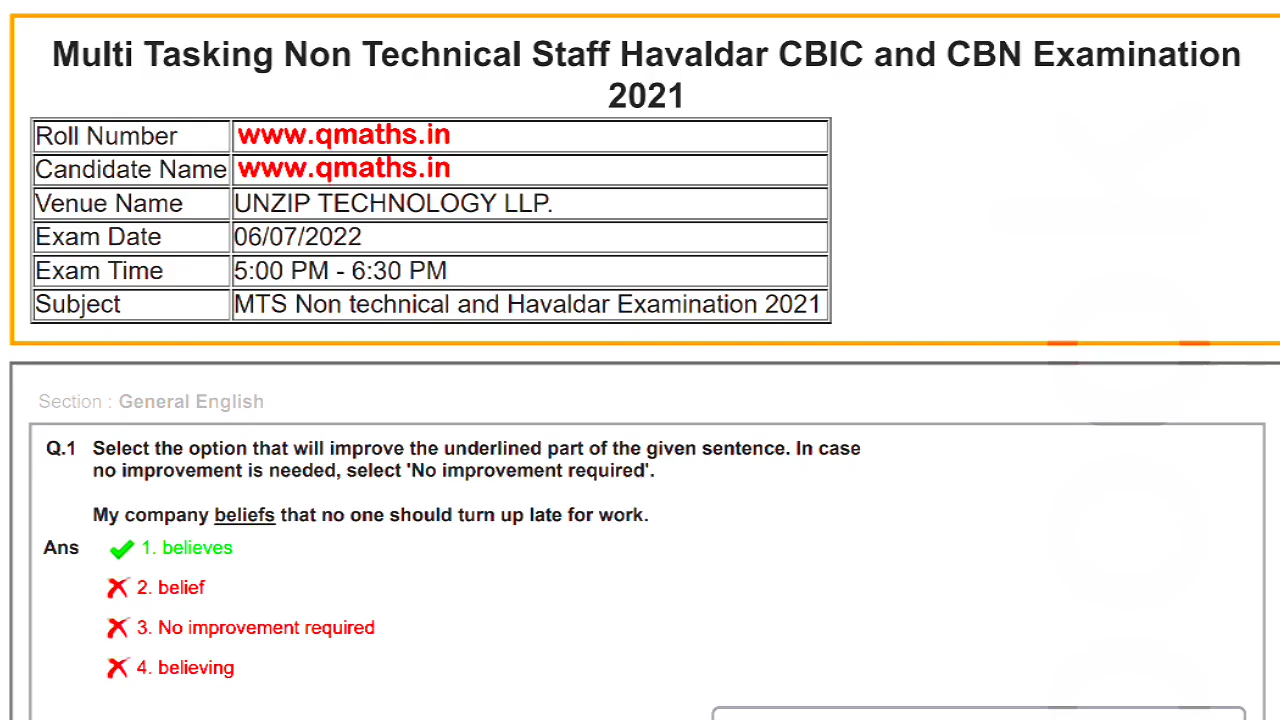 Multi Tasking Non Technical Staff Havaldar CBIC and CBN Examination
2021
Roll Number www.qmaths.in
Candidate Name www.qmaths.in
Venue Name UNZIP TECHNOLOGY LLP.
Exam Date 06/07/2022
Exam Time 5:00 PM - 6:30 PM
Subject MTS Non technical and Havaldar Examination 2021
Section : General English
Q.1 Select the option that will improve the underlined part of the given sentence. In case
no improvement is needed, select 'No improvement required'.
My company beliefs that no one should turn up late for work.
Ans 1. believes
2. belief
3. No improvement required
4. believing